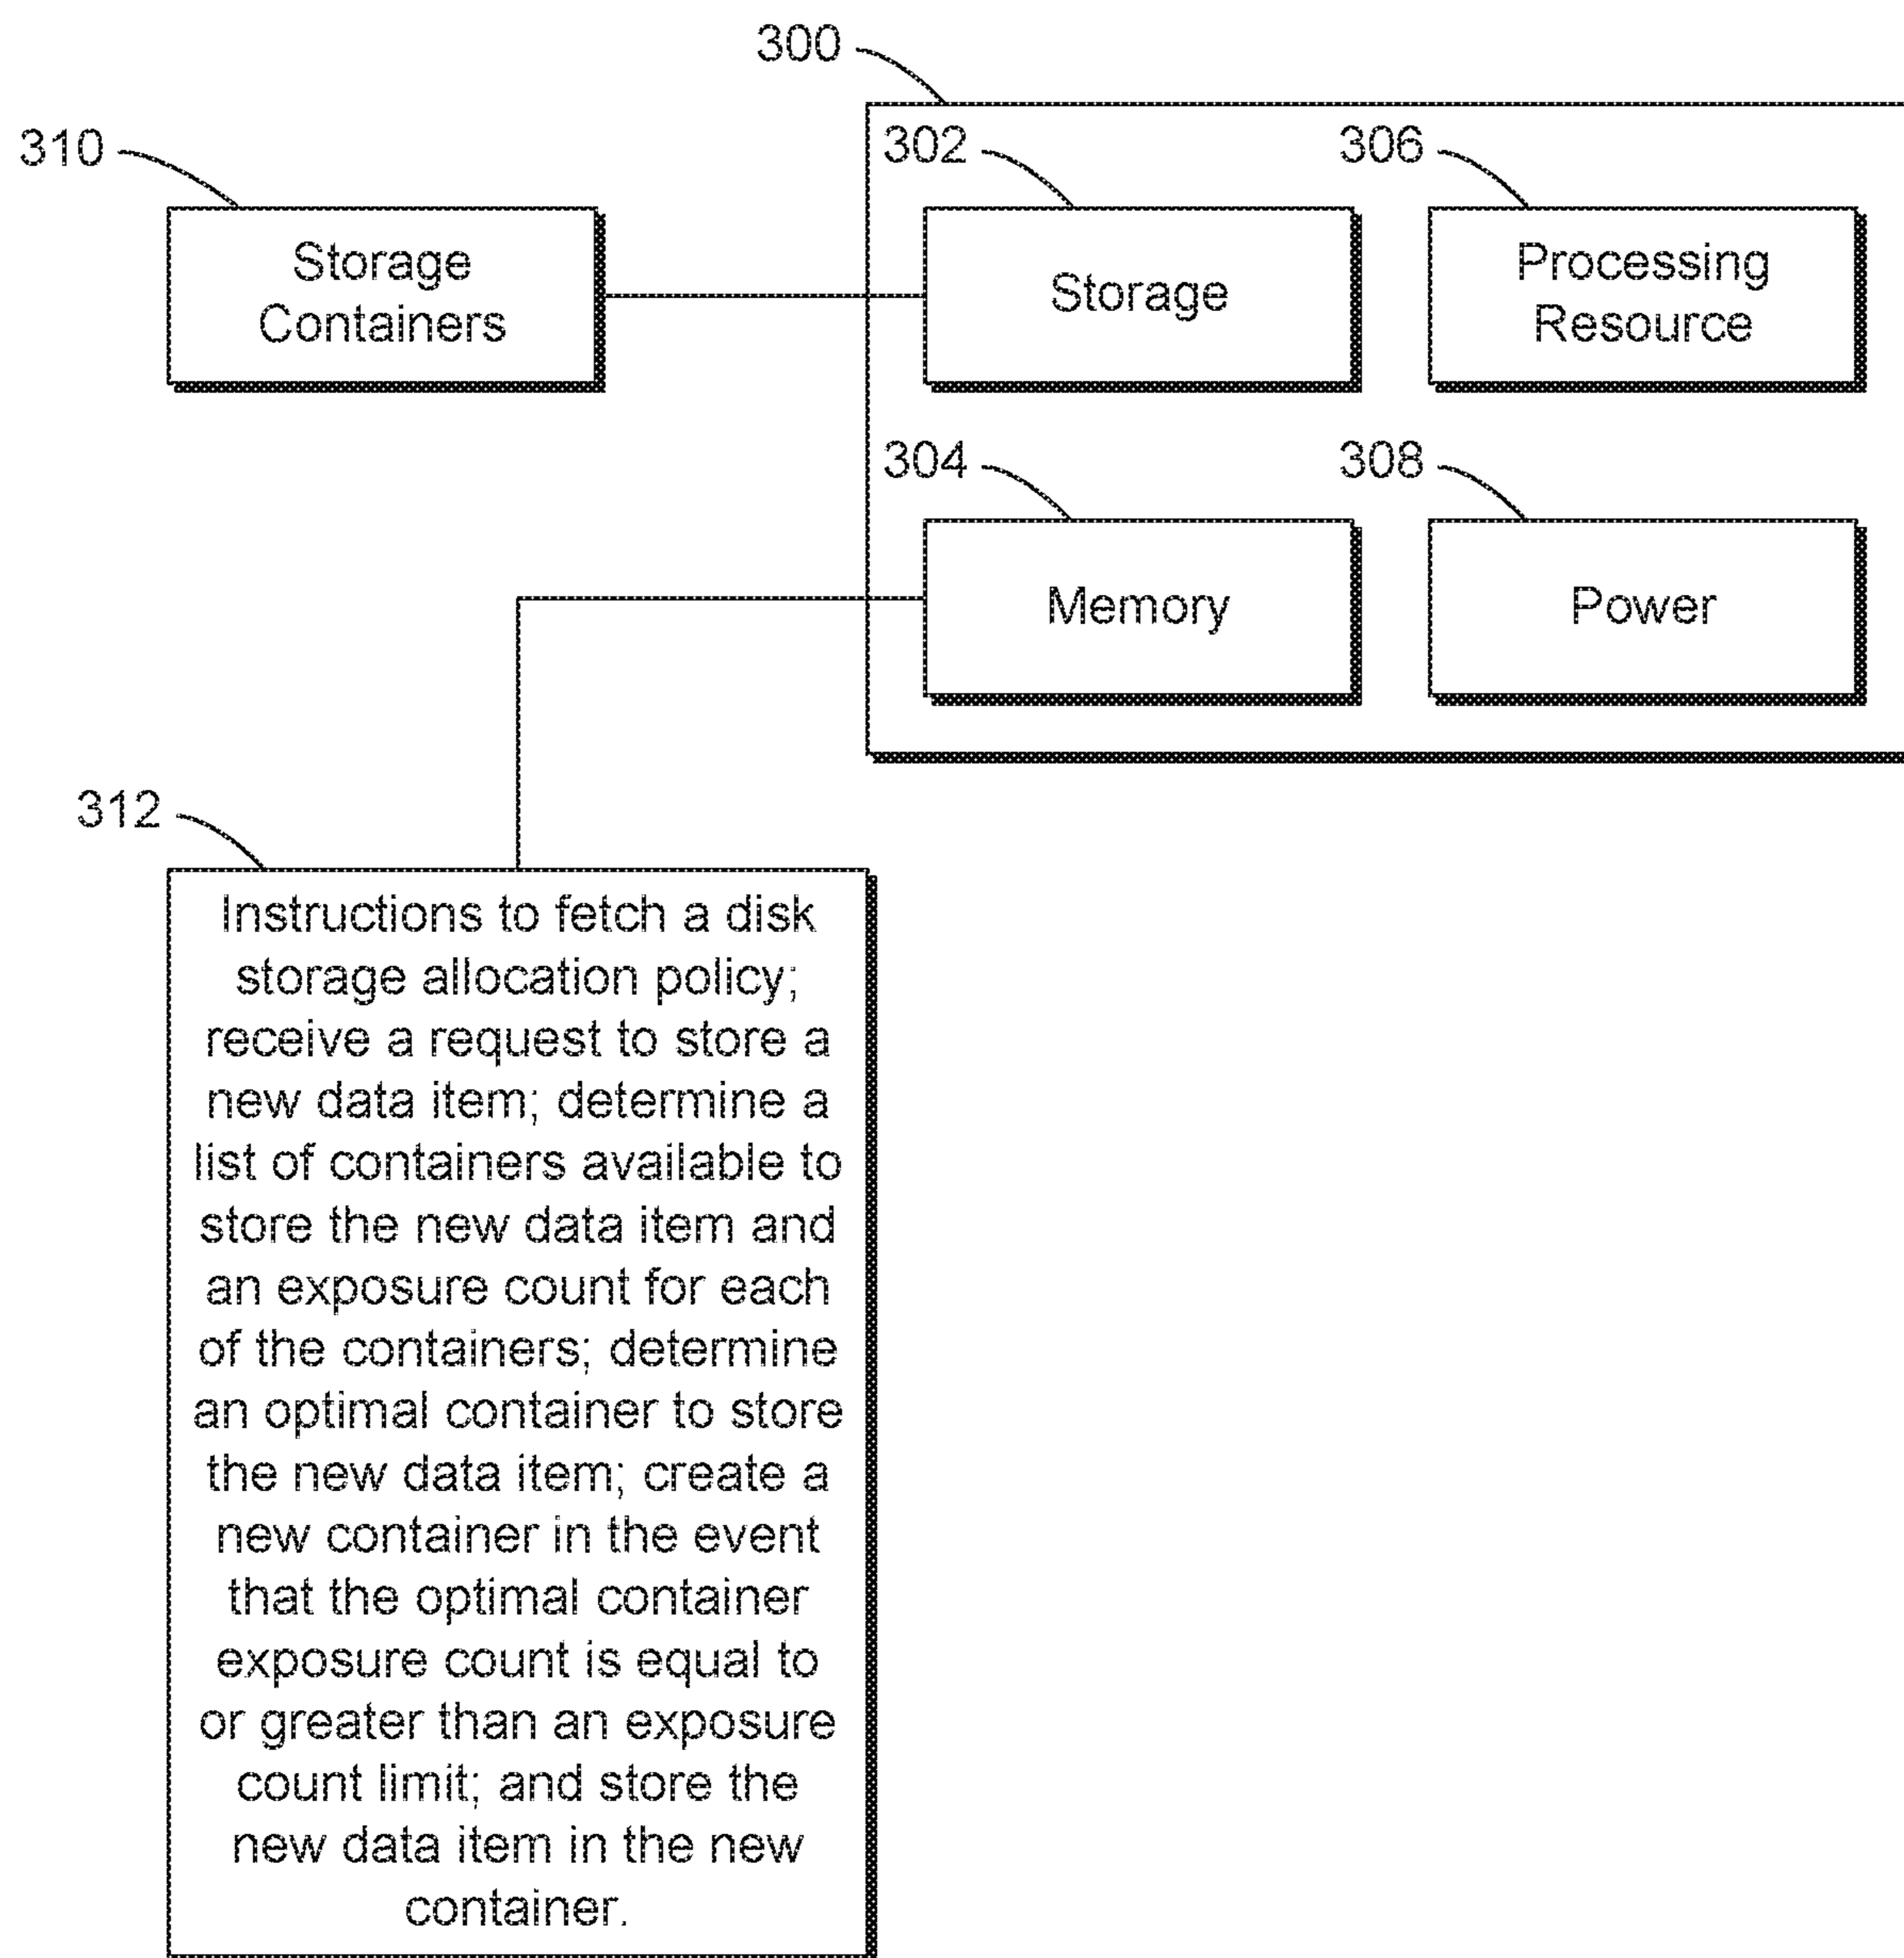 300
310
302
306
Storage
Containers
Storage
Processing
Resource
304
308
Memory
Power
312
Instructions to fetch a disk
storage allocation policy;
receive a request to store a
new data item; determine a
list of containers available to
store the new data item and
an exposure count for each
of the containers; determine
an optimal container to store
the new data item; create a
new container in the event
that the optimal container
exposure count is equal to
or greater than an exposure
count limit; and store the
new data item in the new
container.